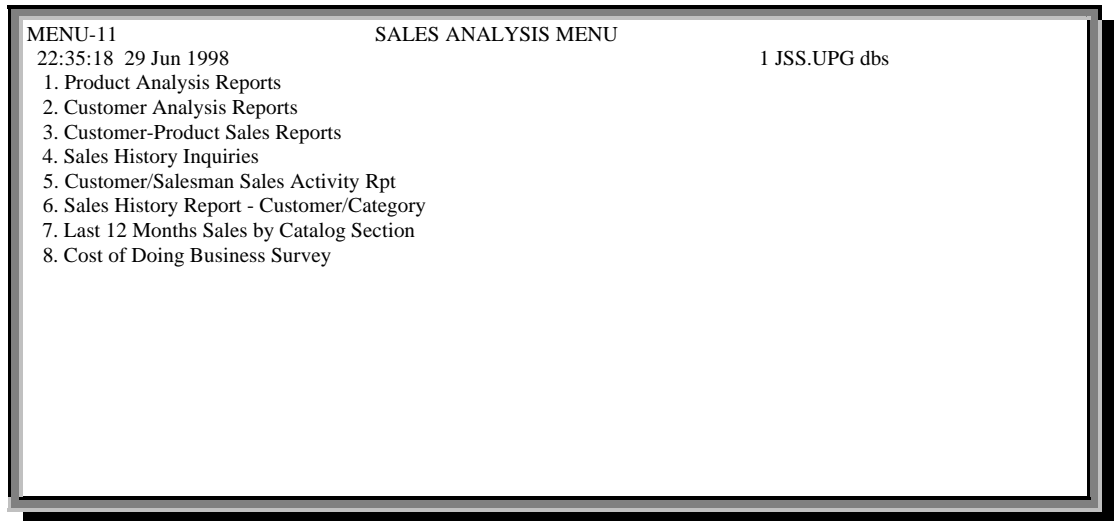 MENU-11 SALES ANALYSIS MENU
22:35:18 29 Jun 1998 1 JSS.UPG dbs
1. Product Analysis Reports
2. Customer Analysis Reports
3. Customer-Product Sales Reports
4. Sales History Inquiries
5. Customer/Salesman Sales Activity Rpt
6. Sales History Report - Customer/Category
7. Last 12 Months Sales by Catalog Section
8. Cost of Doing Business Survey